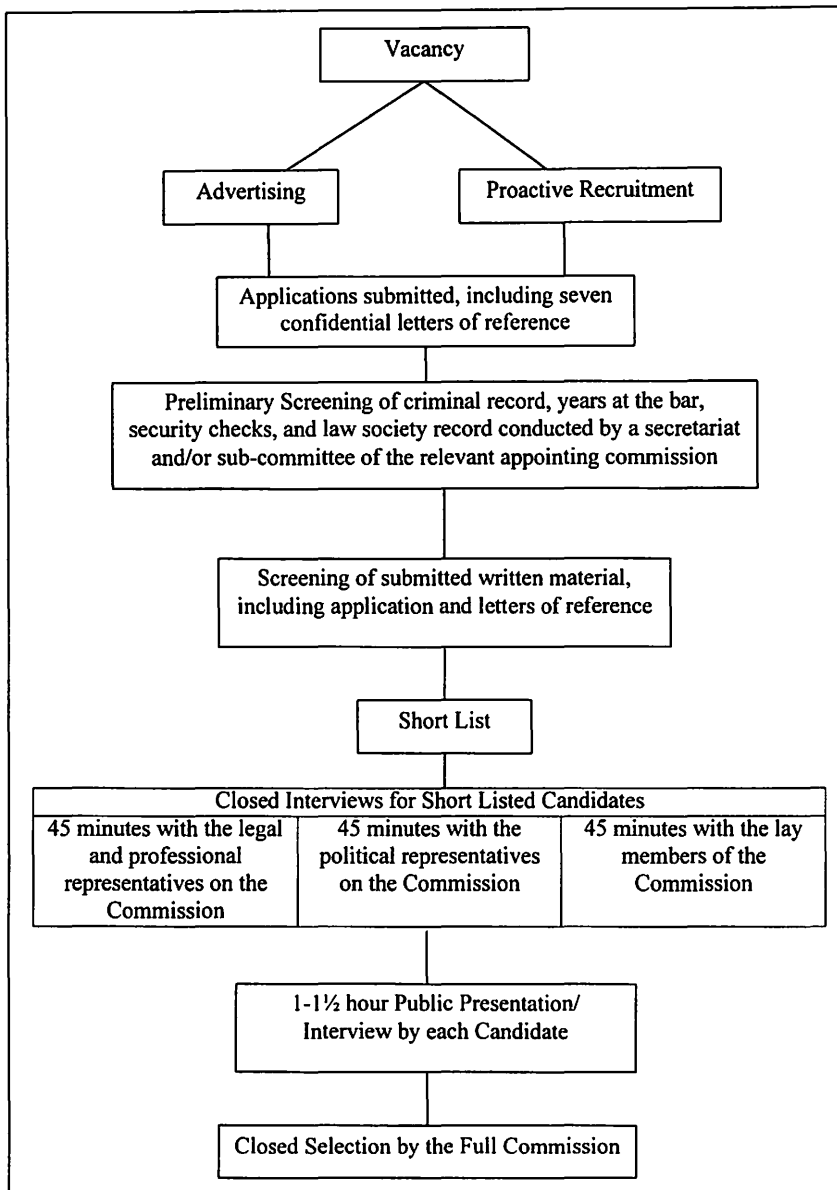 Vacancy
Advertising
Proactive Recruitment
Applications submitted, including seven
confidential letters of reference
Preliminary Screening of criminal record, years at the bar,
security checks, and law society record conducted by a secretariat
and/or sub-committee of the relevant appointing commission
Screening of submitted written material,
including application and letters of reference
Short List
Closed Interviews for Short Listed Candidates
45 minutes with the legal
and professional
representatives on the
Commission
45 minutes with the
political representatives
on the Commission
45 minutes with the lay
members of the
Commission
1-1½ hour Public Presentation/
Interview by each Candidate
Closed Selection by the Full Commission